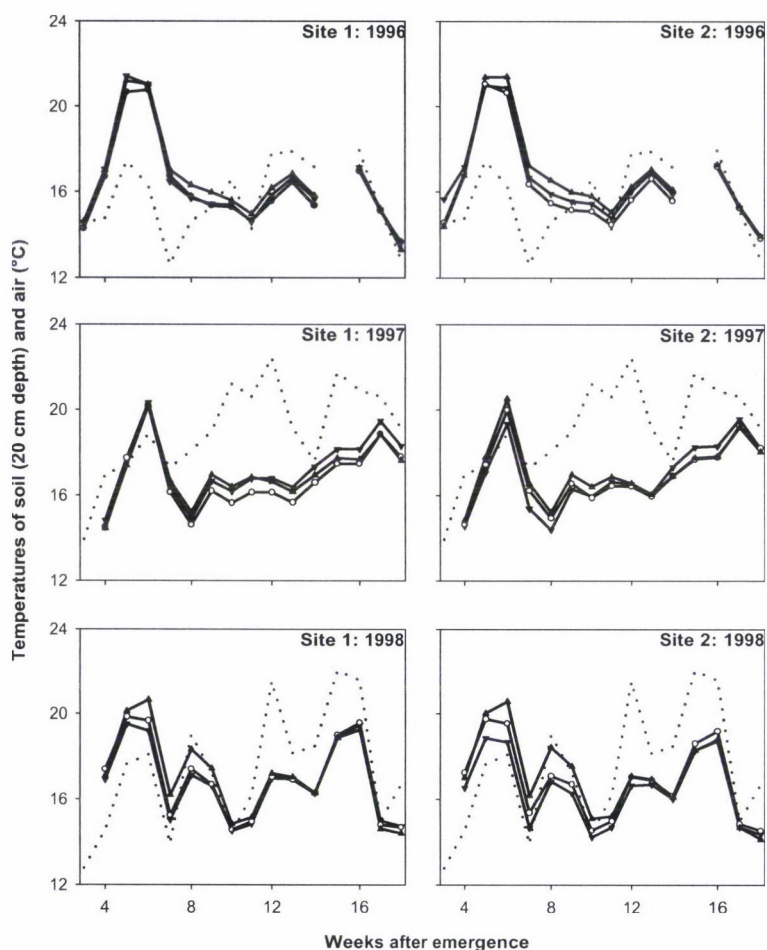 24
20
16
12
Site 1: 1996
Site 2: 1996
24
20
16
12
Site 1: 1997
Site 2: 1997
24
20
16
12
Site 1: 1998
Site 2: 1998
4 8 12 16
4 8 12 16
Temperatures of soil (20 cm depth) and air (°C)
Weeks after emergence